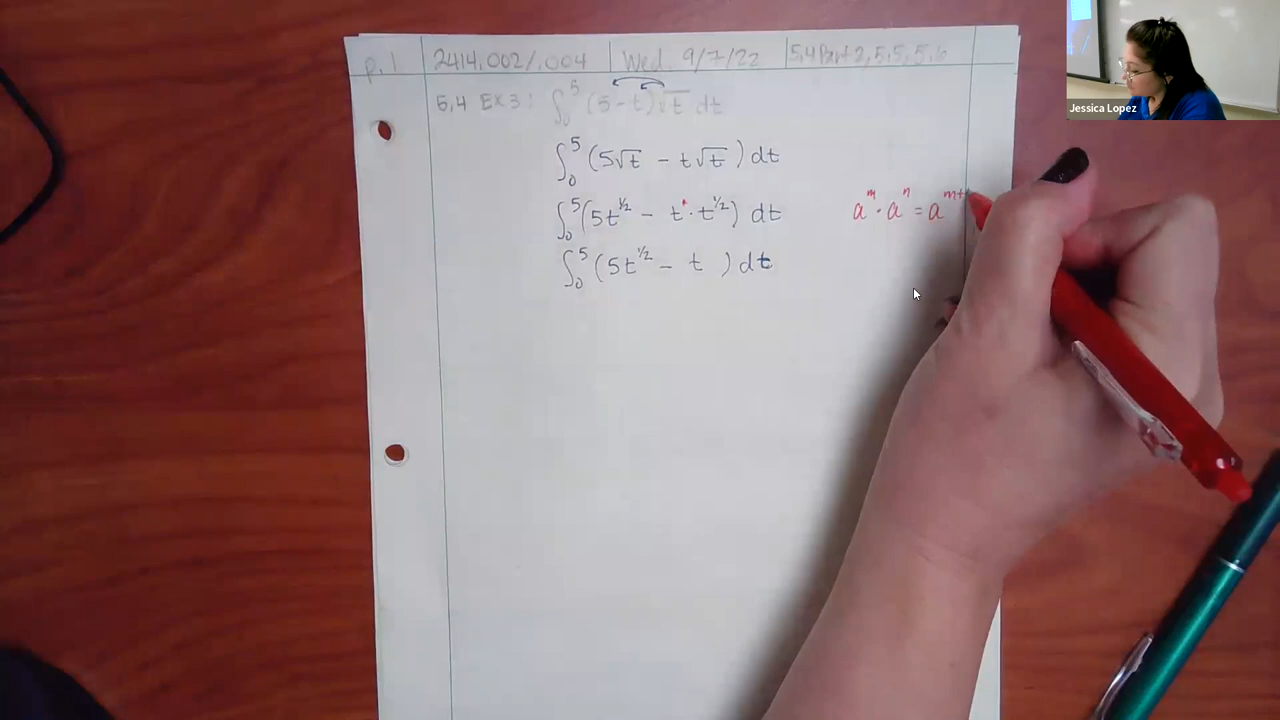 p. 1 2414.002/.004 Wed. 9/7/22 5.4 Part 2, 5.5, 5.6
5.4 Ex 3: ∫₀⁵ (5-t)√t dt
∫₀⁵ (5√t - t√t) dt
∫₀⁵ (5t^½ - t¹·t^½) dt a^m · a^n = a^m+
∫₀⁵ (5t^½ - t ) dt
Jessica Lopez